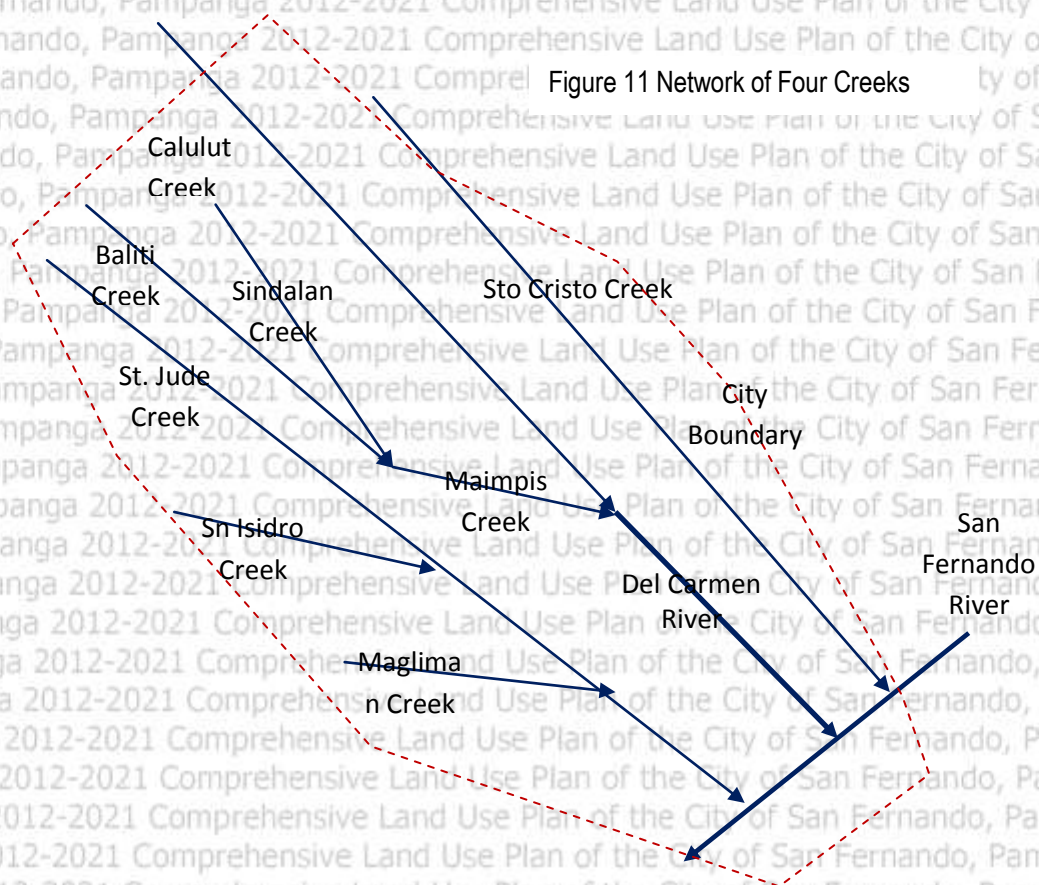 Figure 11 Network of Four Creeks
Calulut
Creek
Baliti
Creek
Sindalan
Creek
Sto Cristo Creek
St. Jude
Creek
City
Boundary
Maimpis
Creek
Sn Isidro
Creek
San
Fernando
River
Del Carmen
River
Maglima
n Creek